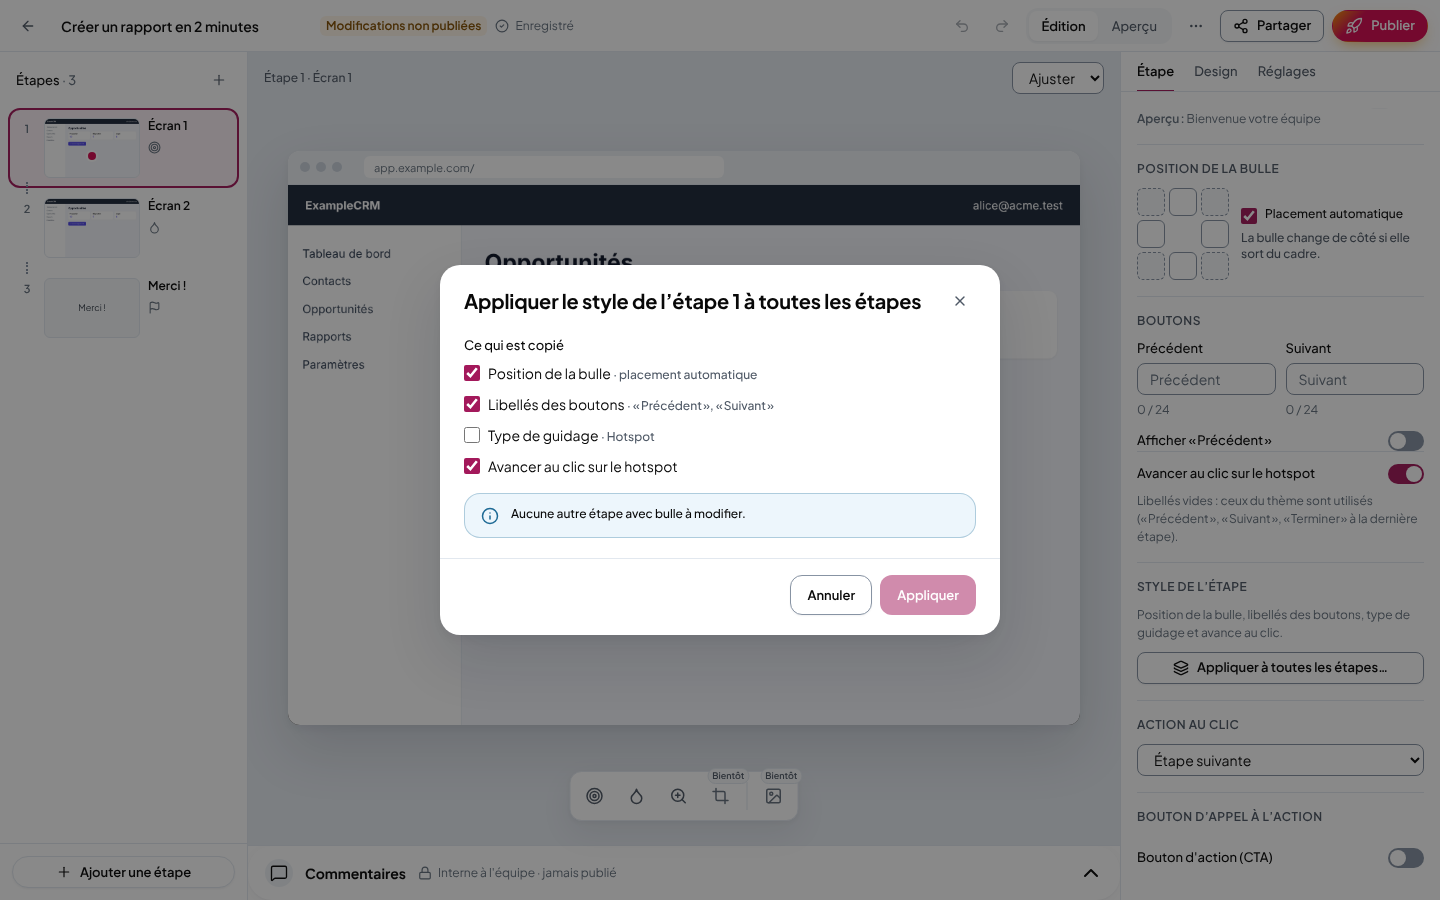 Créer un rapport en 2 minutes
Modifications non publiées
Enregistré
Édition
Aperçu
Partager
Publier
Étapes · 3
1
Écran 1
2
Écran 2
3
Merci !
Merci !
Ajouter une étape
Étape 1 · Écran 1
Ajuster
app.example.com/
ExampleCRM
alice@acme.test
Tableau de bord
Contacts
Opportunités
Rapports
Paramètres
Opportunités
Appliquer le style de l’étape 1 à toutes les étapes
Ce qui est copié
Position de la bulle · placement automatique
Libellés des boutons · « Précédent », « Suivant »
Type de guidage · Hotspot
Avancer au clic sur le hotspot
Aucune autre étape avec bulle à modifier.
Annuler
Appliquer
Bientôt
Bientôt
Commentaires
Interne à l’équipe · jamais publié
Étape
Design
Réglages
Aperçu : Bienvenue votre équipe
POSITION DE LA BULLE
Placement automatique
La bulle change de côté si elle
sort du cadre.
BOUTONS
Précédent
Suivant
Précédent
Suivant
0 / 24
0 / 24
Afficher « Précédent »
Avancer au clic sur le hotspot
Libellés vides : ceux du thème sont utilisés
(« Précédent », « Suivant », « Terminer » à la dernière
étape).
STYLE DE L’ÉTAPE
Position de la bulle, libellés des boutons, type de
guidage et avance au clic.
Appliquer à toutes les étapes…
ACTION AU CLIC
Étape suivante
BOUTON D’APPEL À L’ACTION
Bouton d’action (CTA)